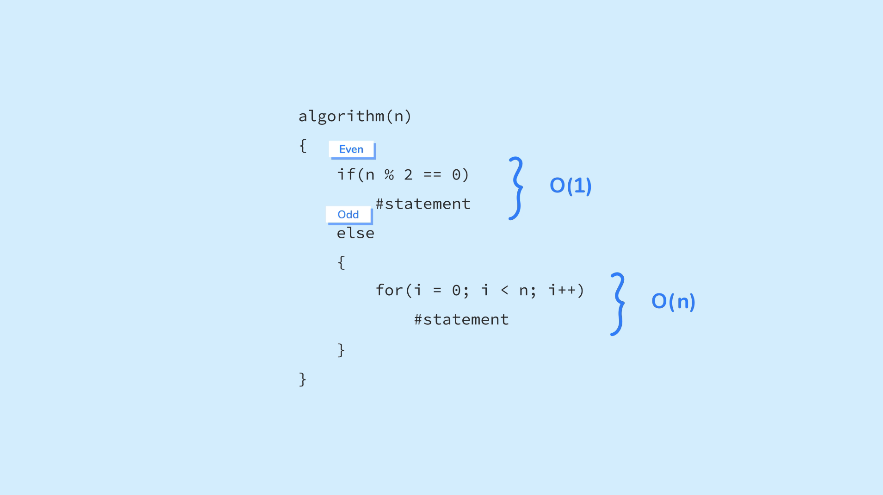 algorithm(n)
{
Even
if(n % 2 == 0)
#statement
O(1)
Odd
else
{
for(i = 0; i < n; i++)
#statement
O(n)
}
}